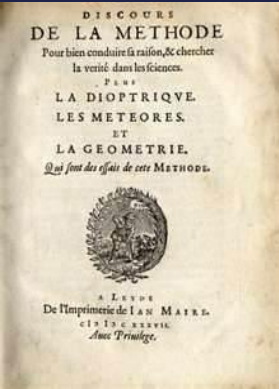 DISCOURS
DE LA METHODE
Pour bien conduire sa raison, & chercher
la verité dans les sciences.
PLUS
LA DIOPTRIQVE.
LES METEORES.
ET
LA GEOMETRIE.
Qui sont des essais de cete METHODE.
A LEYDE
De l'Imprimerie de IAN MAIRE.
cIↃ IↃc XXXVII.
Auec Priuilege.